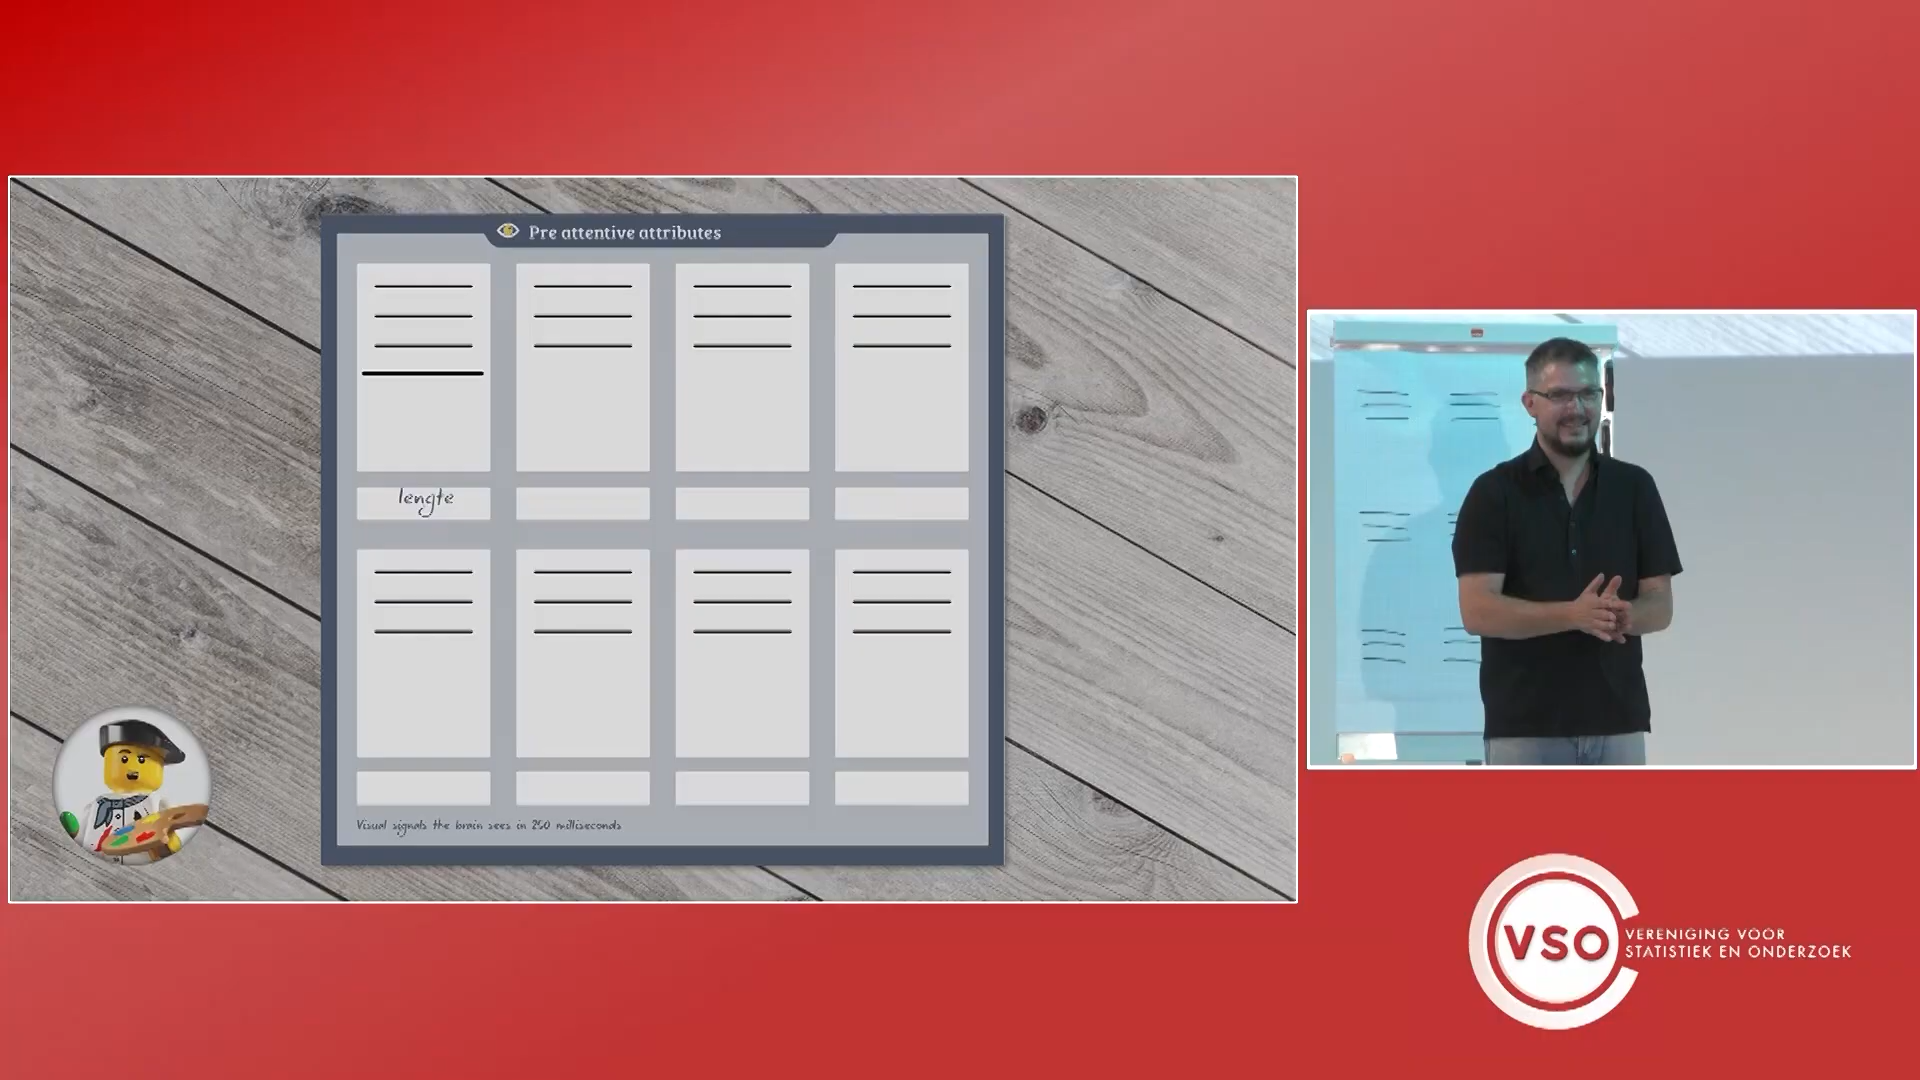 Pre attentive attributes
lengte
Visual signals the brain sees in 250 milliseconds
VSO
VERENIGING VOOR
STATISTIEK EN ONDERZOEK